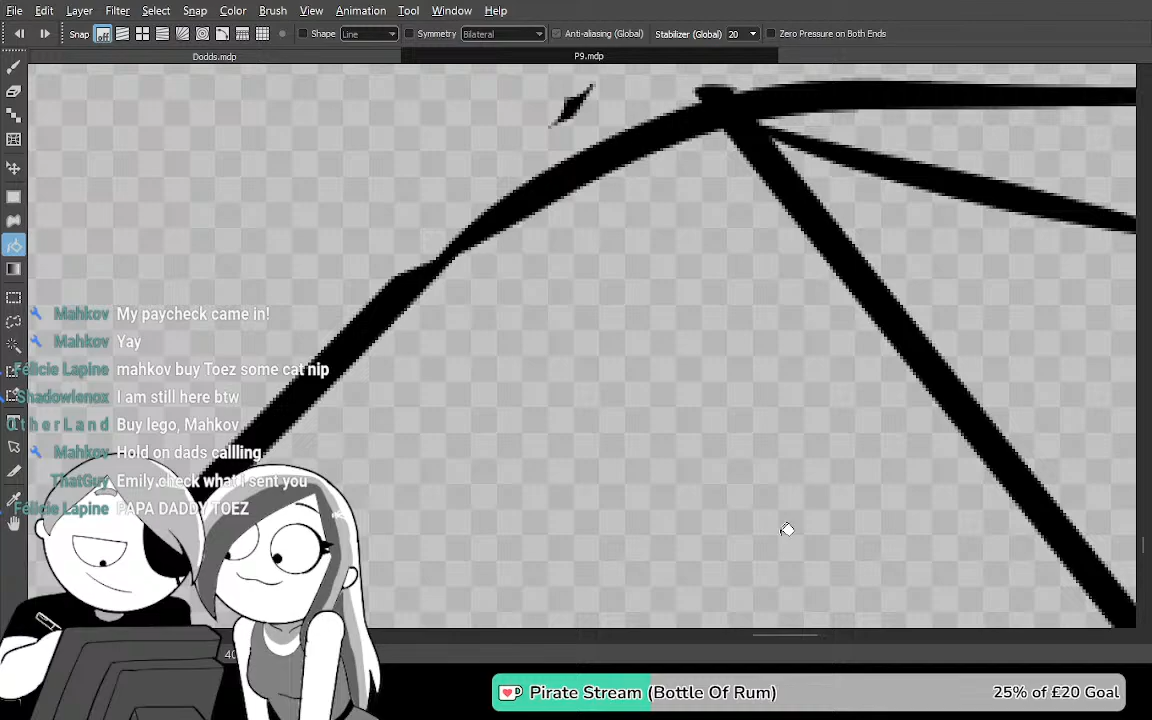 File Edit Layer Filter Select Snap Color Brush View Animation Tool Window Help
Snap off Shape Line Symmetry Bilateral Anti-aliasing (Global) Stabilizer (Global) 20 Zero Pressure on Both Ends
Dodds.mdp P9.mdp
Mahkov My paycheck came in!
Mahkov Yay
Félicie Lapine mahkov buy Toez some cat nip
Shadowlenox I am still here btw
OtherLand Buy lego, Mahkov
Mahkov Hold on dads callling
ThatGuy Emily check what i sent you
Félicie Lapine PAPA DADDY TOEZ
Pirate Stream (Bottle Of Rum) 25% of £20 Goal